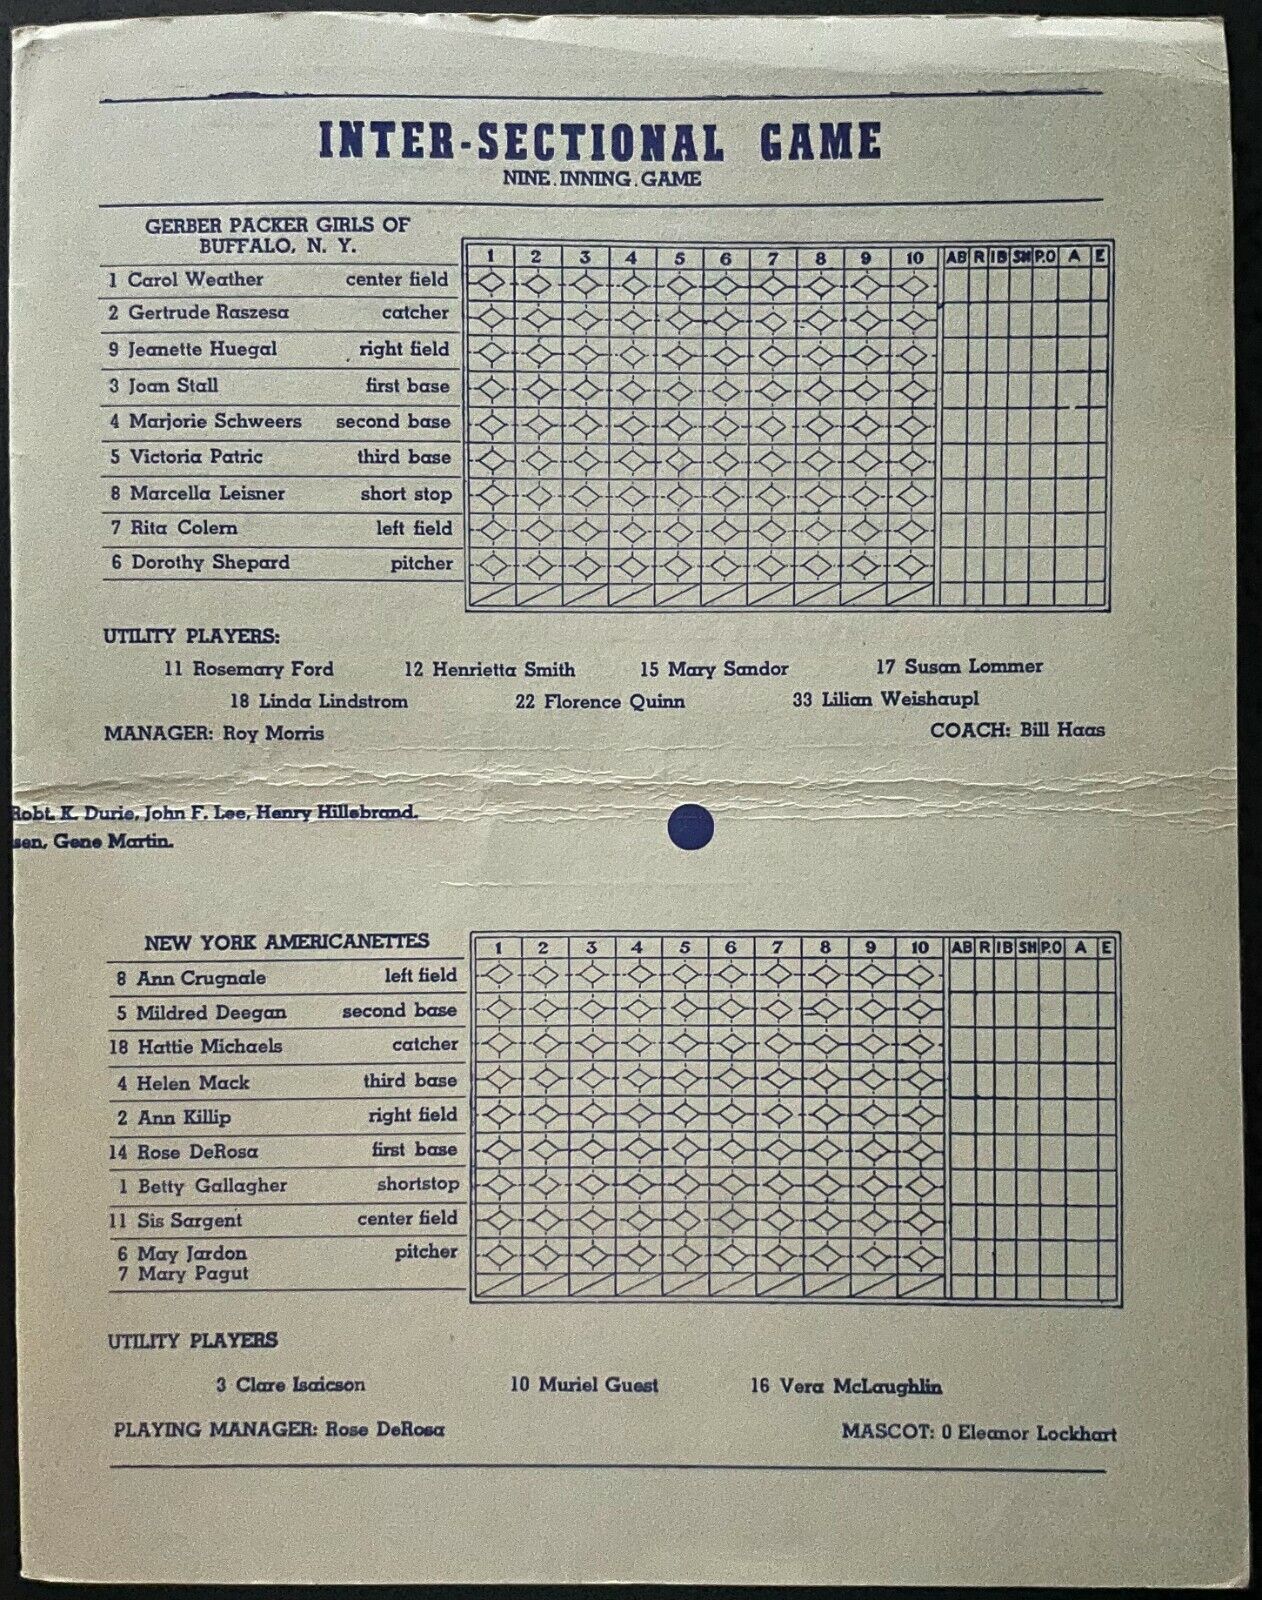 INTER-SECTIONAL GAME
NINE.INNING.GAME
GERBER PACKER GIRLS OF
BUFFALO, N. Y.
1 2 3 4 5 6 7 8 9 10 AB R 1B SH P.O A E
1 Carol Weather center field
2 Gertrude Raszesa catcher
9 Jeanette Huegal right field
3 Joan Stall first base
4 Marjorie Schweers second base
5 Victoria Patric third base
8 Marcella Leisner short stop
7 Rita Colern left field
6 Dorothy Shepard pitcher
UTILITY PLAYERS:
11 Rosemary Ford 12 Henrietta Smith 15 Mary Sandor 17 Susan Lommer
18 Linda Lindstrom 22 Florence Quinn 33 Lilian Weishaupl
MANAGER: Roy Morris COACH: Bill Haas
Robt. K. Durie, John F. Lee, Henry Hillebrand.
sen, Gene Martin.
NEW YORK AMERICANETTES
1 2 3 4 5 6 7 8 9 10 AB R 1B SH P.O A E
8 Ann Crugnale left field
5 Mildred Deegan second base
18 Hattie Michaels catcher
4 Helen Mack third base
2 Ann Killip right field
14 Rose DeRosa first base
1 Betty Gallagher shortstop
11 Sis Sargent center field
6 May Jardon pitcher
7 Mary Pagut
UTILITY PLAYERS
3 Clare Isaicson 10 Muriel Guest 16 Vera McLaughlin
PLAYING MANAGER: Rose DeRosa MASCOT: 0 Eleanor Lockhart